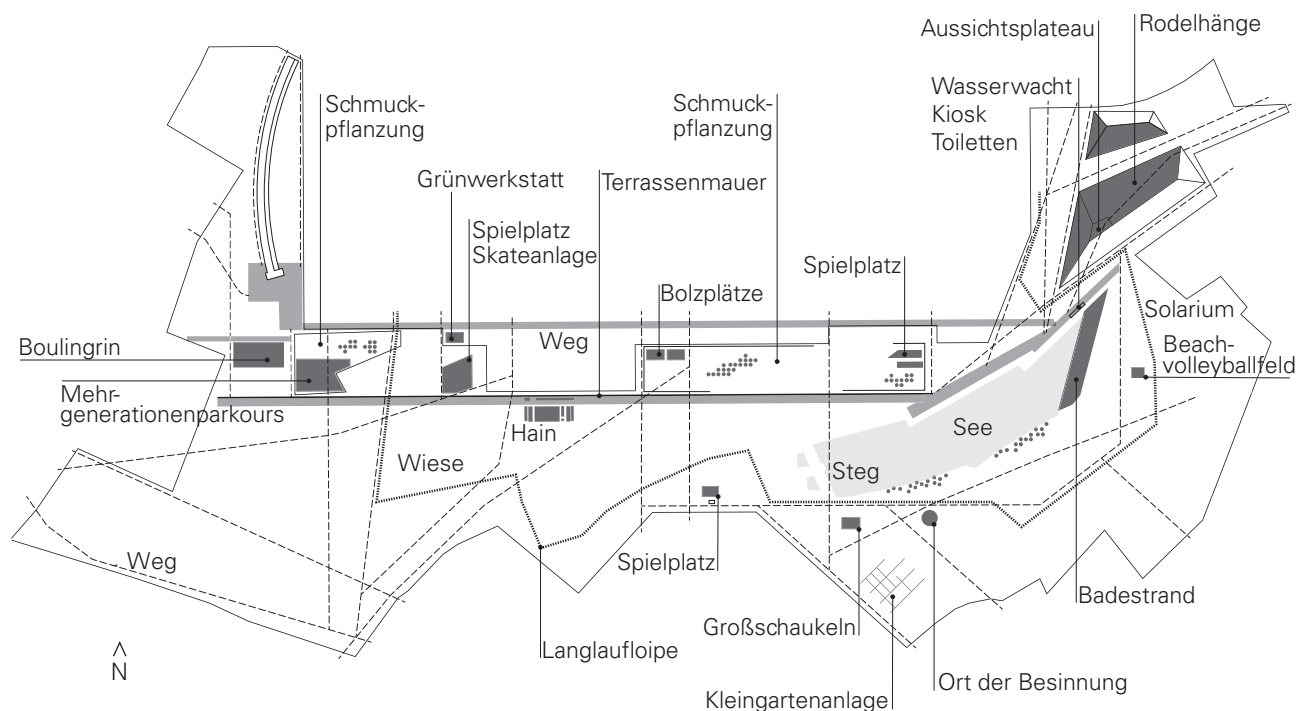 Aussichtsplateau
Rodelhänge
Wasserwacht
Kiosk
Toiletten
Schmuck-
pflanzung
Schmuck-
pflanzung
Grünwerkstatt
Terrassenmauer
Spielplatz
Skateanlage
Spielplatz
Bolzplätze
Solarium
Weg
Boulingrin
Beach-
volleyballfeld
Mehr-
generationenparkours
Hain
See
Wiese
Steg
Weg
Spielplatz
Badestrand
Großschaukeln
Langlaufloipe
N
Ort der Besinnung
Kleingartenanlage